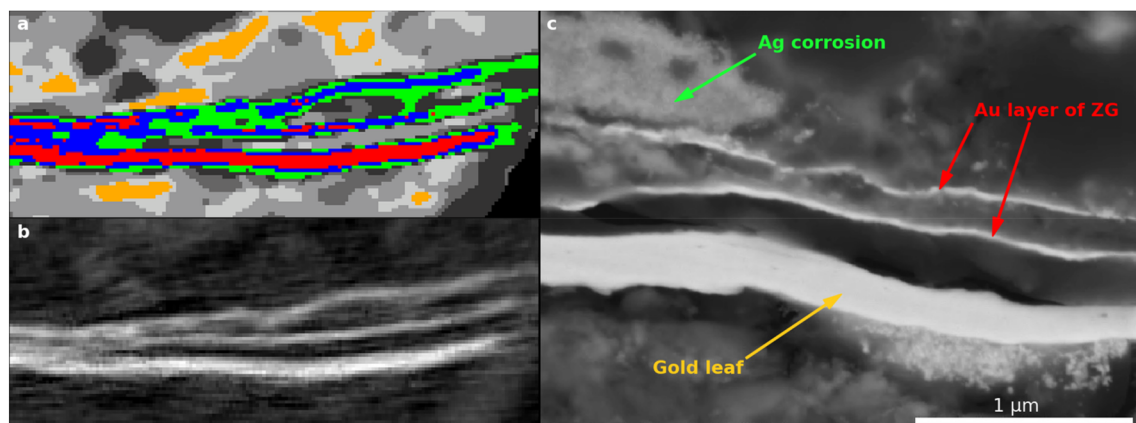 a
b
c
Ag corrosion
Au layer of ZG
Gold leaf
1 μm